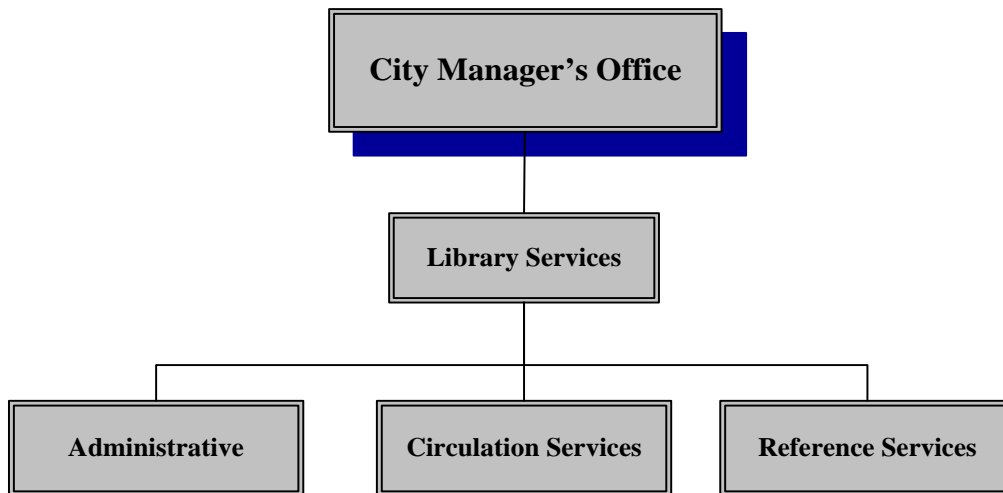 City Manager’s Office
Library Services
Administrative
Circulation Services
Reference Services